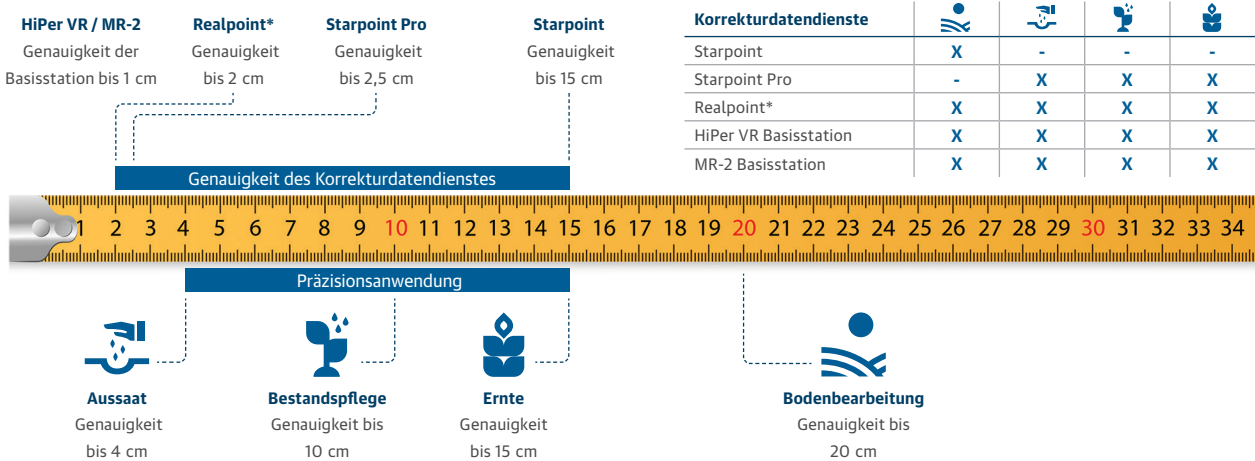 HiPer VR / MR-2
Genauigkeit der
Basisstation bis 1 cm
Realpoint*
Genauigkeit
bis 2 cm
Starpoint Pro
Genauigkeit
bis 2,5 cm
Starpoint
Genauigkeit
bis 15 cm
Korrekturdatendienste
Starpoint X - - -
Starpoint Pro - X X X
Realpoint* X X X X
HiPer VR Basisstation X X X X
MR-2 Basisstation X X X X
Genauigkeit des Korrekturdatendienstes
1 2 3 4 5 6 7 8 9 10 11 12 13 14 15 16 17 18 19 20 21 22 23 24 25 26 27 28 29 30 31 32 33 34
Präzisionsanwendung
Aussaat
Genauigkeit
bis 4 cm
Bestandspflege
Genauigkeit bis
10 cm
Ernte
Genauigkeit
bis 15 cm
Bodenbearbeitung
Genauigkeit bis
20 cm